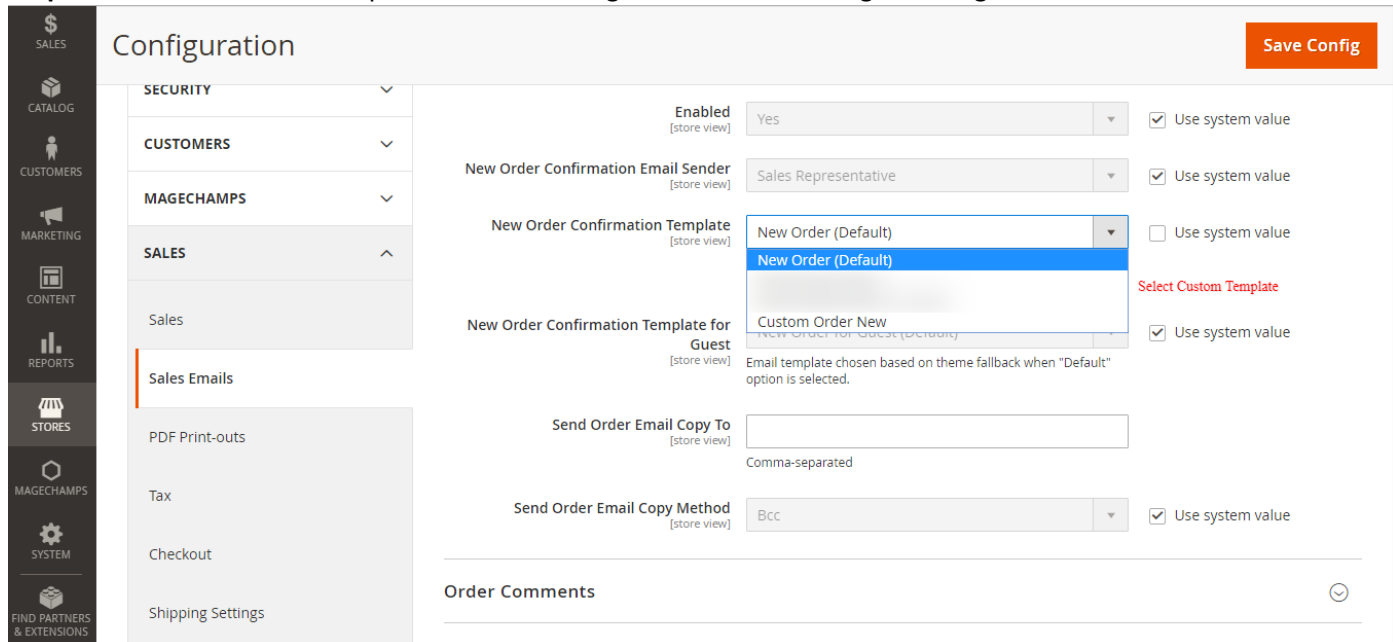 $
SALES
CATALOG
CUSTOMERS
MARKETING
CONTENT
REPORTS
STORES
MAGECHAMPS
SYSTEM
FIND PARTNERS
& EXTENSIONS
Configuration
Save Config
SECURITY
CUSTOMERS
MAGECHAMPS
SALES
Sales
Sales Emails
PDF Print-outs
Tax
Checkout
Shipping Settings
Enabled
[store view]
Yes
Use system value
New Order Confirmation Email Sender
[store view]
Sales Representative
Use system value
New Order Confirmation Template
[store view]
New Order (Default)
Use system value
New Order (Default)
Select Custom Template
Custom Order New
New Order Confirmation Template for
Guest
[store view]
New Order for Guest (Default)
Use system value
Email template chosen based on theme fallback when "Default"
option is selected.
Send Order Email Copy To
[store view]
Comma-separated
Send Order Email Copy Method
[store view]
Bcc
Use system value
Order Comments